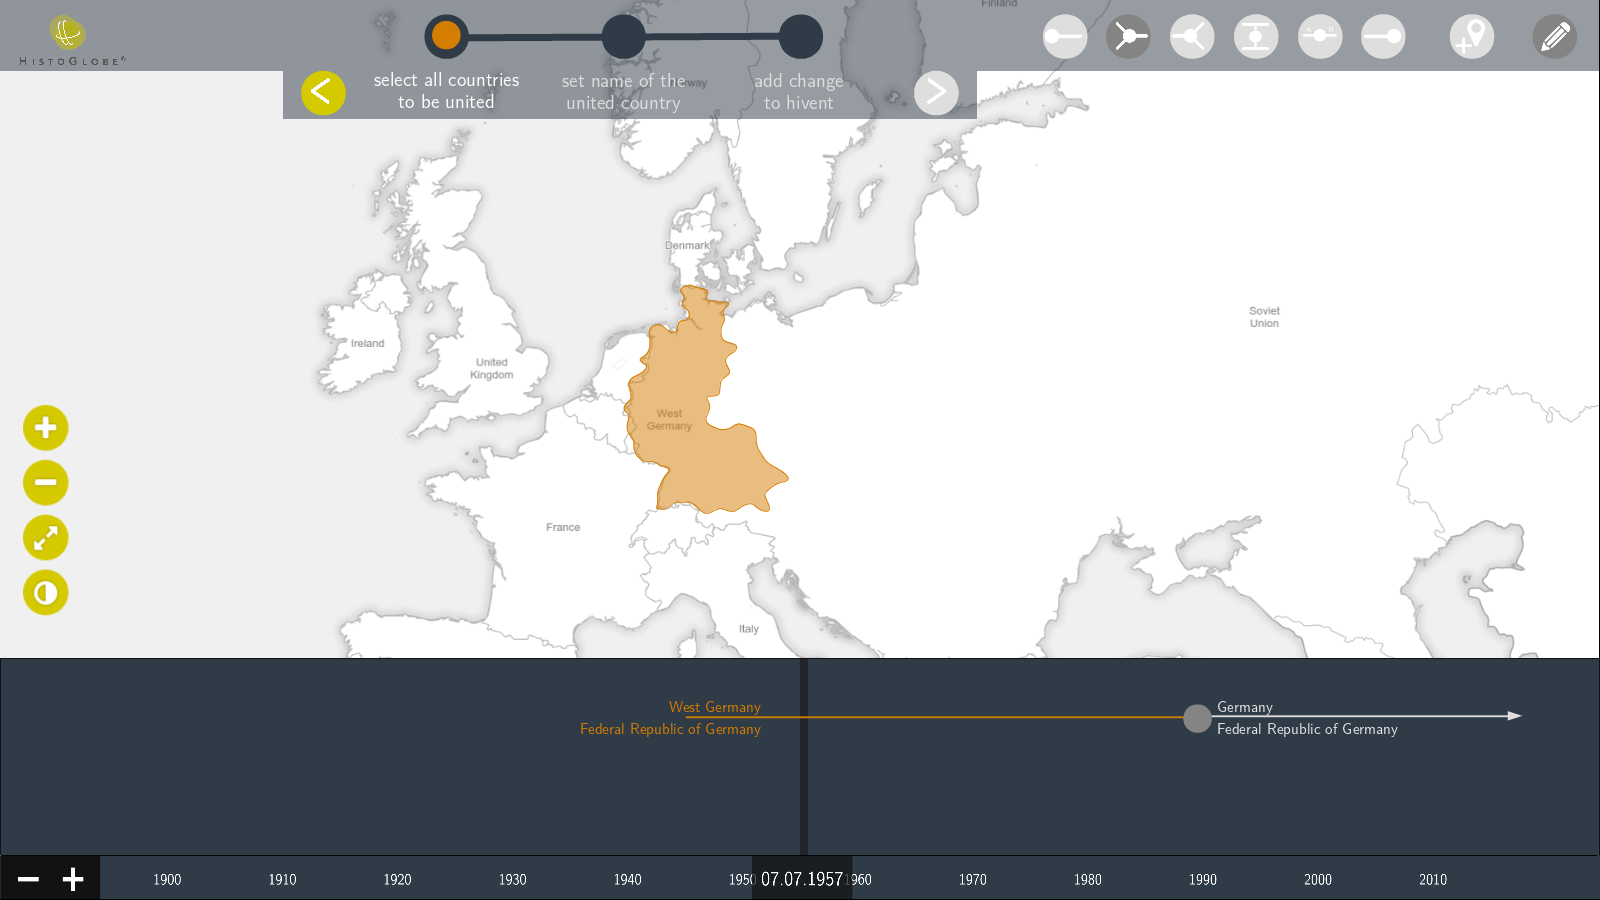 HISTOGLOBE
select all countries
to be united
set name of the
united country
add change
to hivent
Finland
Denmark
Ireland
United
Kingdom
West
Germany
France
Italy
Soviet
Union
West Germany
Federal Republic of Germany
Germany
Federal Republic of Germany
1900
1910
1920
1930
1940
1950
07.07.1957
1960
1970
1980
1990
2000
2010